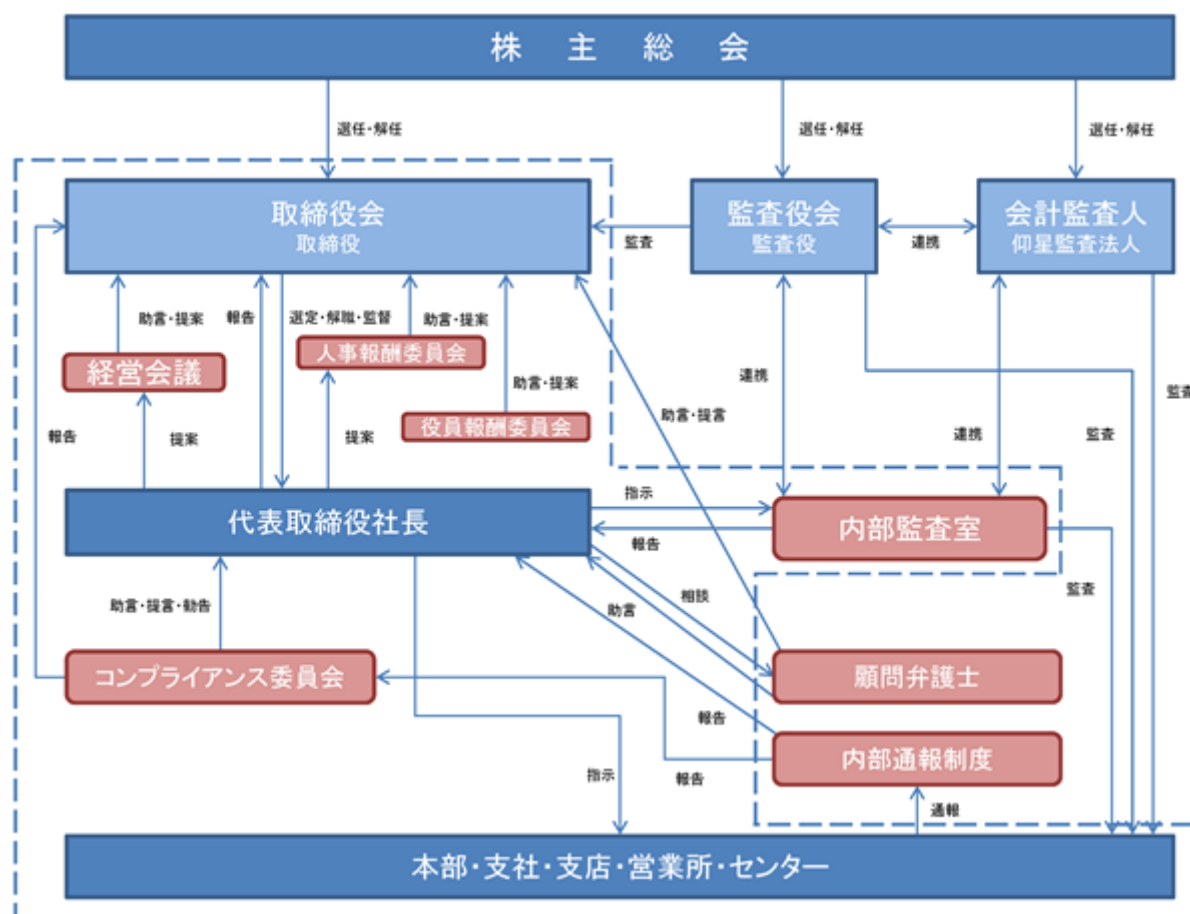 株主総会
選任・解任
選任・解任
選任・解任
取締役会
取締役
監査役会
監査役
会計監査人
仰星監査法人
監査
連携
助言・提案
報告
選定・解職・監督
助言・提案
人事報酬委員会
経営会議
助言・提案
役員報酬委員会
連携
助言・提言
監査
報告
提案
提案
連携
監査
代表取締役社長
指示
報告
内部監査室
助言・提言・勧告
助言
相談
監査
コンプライアンス委員会
顧問弁護士
報告
内部通報制度
指示
報告
通報
本部・支社・支店・営業所・センター